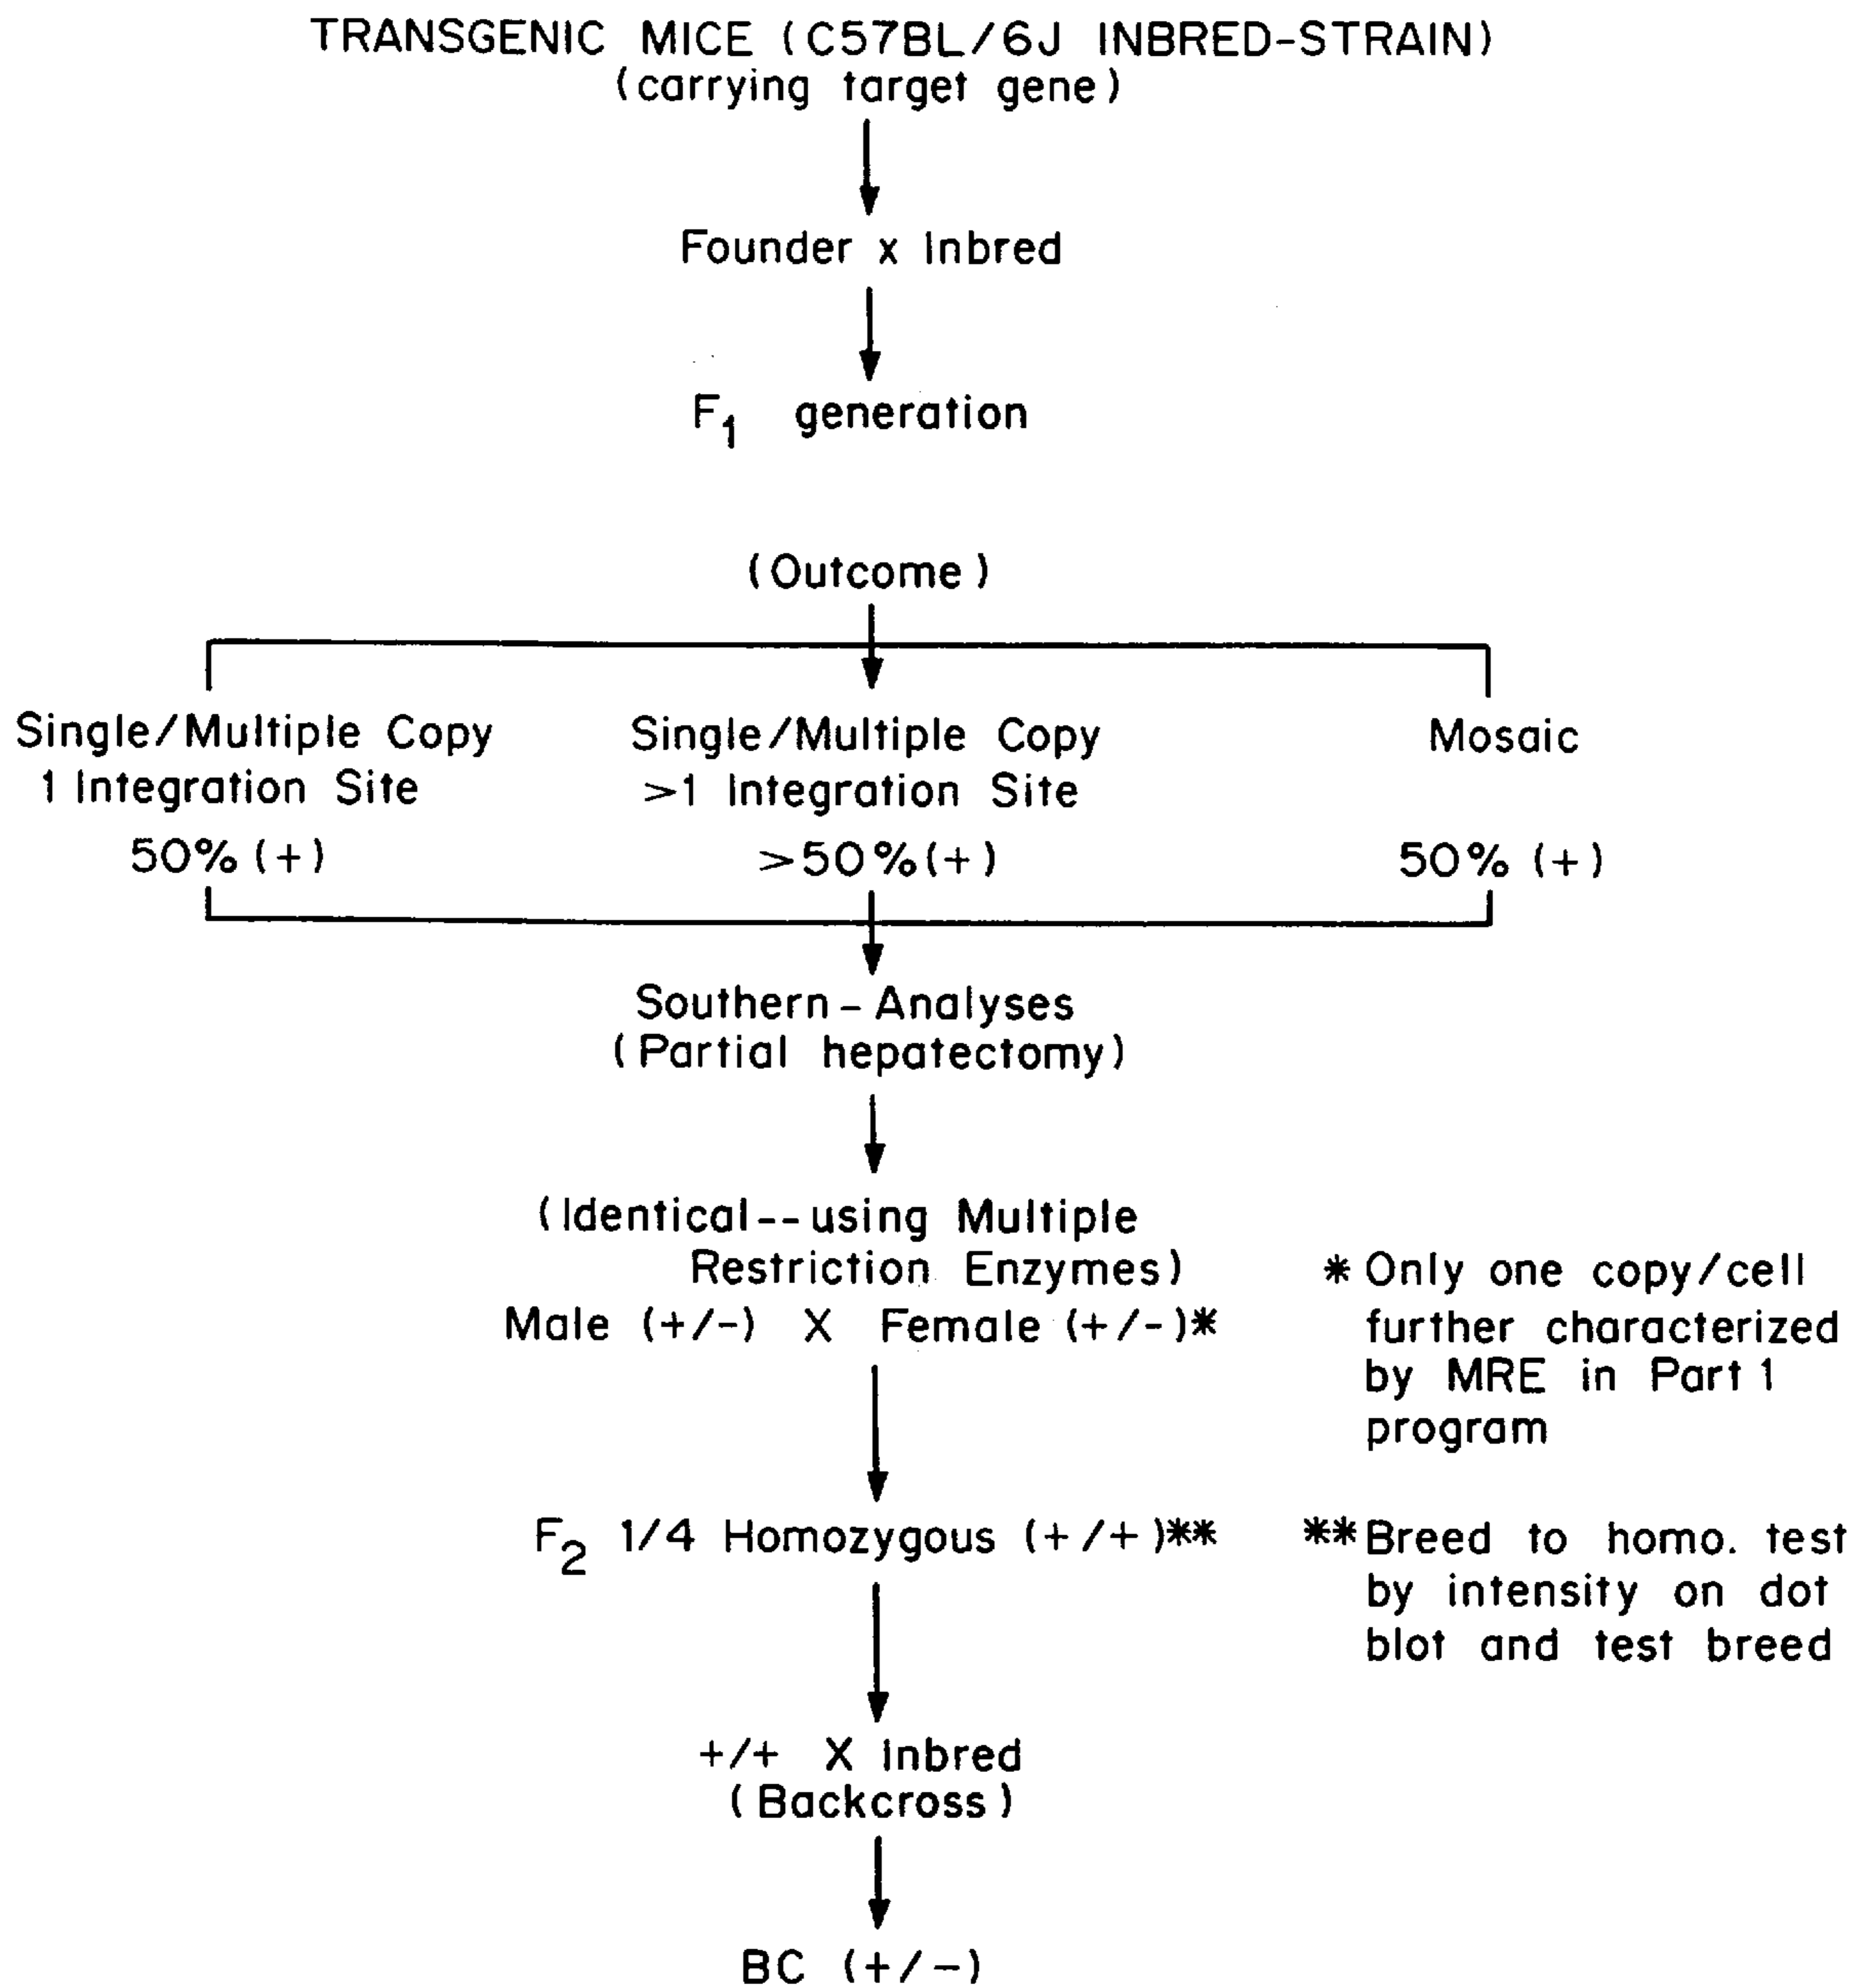 TRANSGENIC MICE (C57BL/6J INBRED-STRAIN)
(carrying target gene)
Founder x Inbred
F1 generation
(Outcome)
Single/Multiple Copy
1 Integration Site
50% (+)
Single/Multiple Copy
>1 Integration Site
>50% (+)
Mosaic
50% (+)
Southern-Analyses
(Partial hepatectomy)
(Identical--using Multiple
Restriction Enzymes)
Male (+/-) X Female (+/-)*
* Only one copy/cell
further characterized
by MRE in Part 1
program
F2 1/4 Homozygous (+/+)**
** Breed to homo. test
by intensity on dot
blot and test breed
+/+ X Inbred
(Backcross)
BC (+/-)